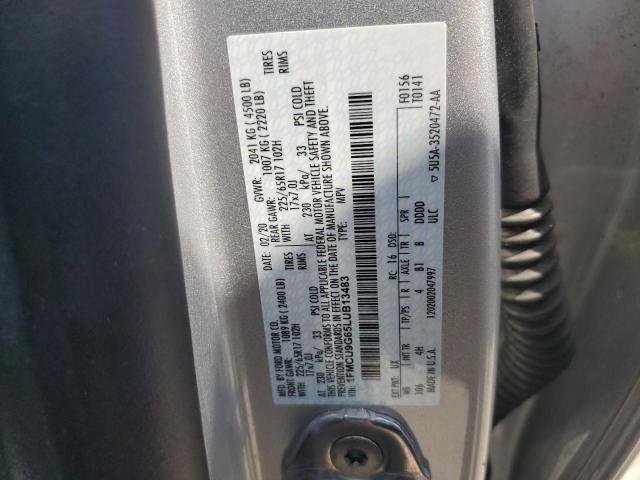 MFD. BY FORD MOTOR CO.
DATE: 02/20 GVWR: 2041 KG ( 4500 LB)
FRONT GAWR: 1089 KG ( 2400 LB) REAR GAWR: 1007 KG ( 2220 LB)
WITH 225/65R17 102H TIRES WITH 225/65R17 102H TIRES
17x7.0J RIMS 17x7.0J RIMS
AT 230 kPa/ 33 PSI COLD AT 230 kPa/ 33 PSI COLD
THIS VEHICLE CONFORMS TO ALL APPLICABLE FEDERAL MOTOR VEHICLE SAFETY AND THEFT
PREVENTION STANDARDS IN EFFECT ON THE DATE OF MANUFACTURE SHOWN ABOVE.
VIN: 1FMCU9G65LUB13483 TYPE: MPV
F0156
T0141
EXT PNT: UX RC: 16 DSO:
WB INT TR TP/PS R AXLE TR SPR
106 4H 4 B1 8 DDDD
ULC
MADE IN U.S.A. 1202002047997
5U5A-3520472-AA